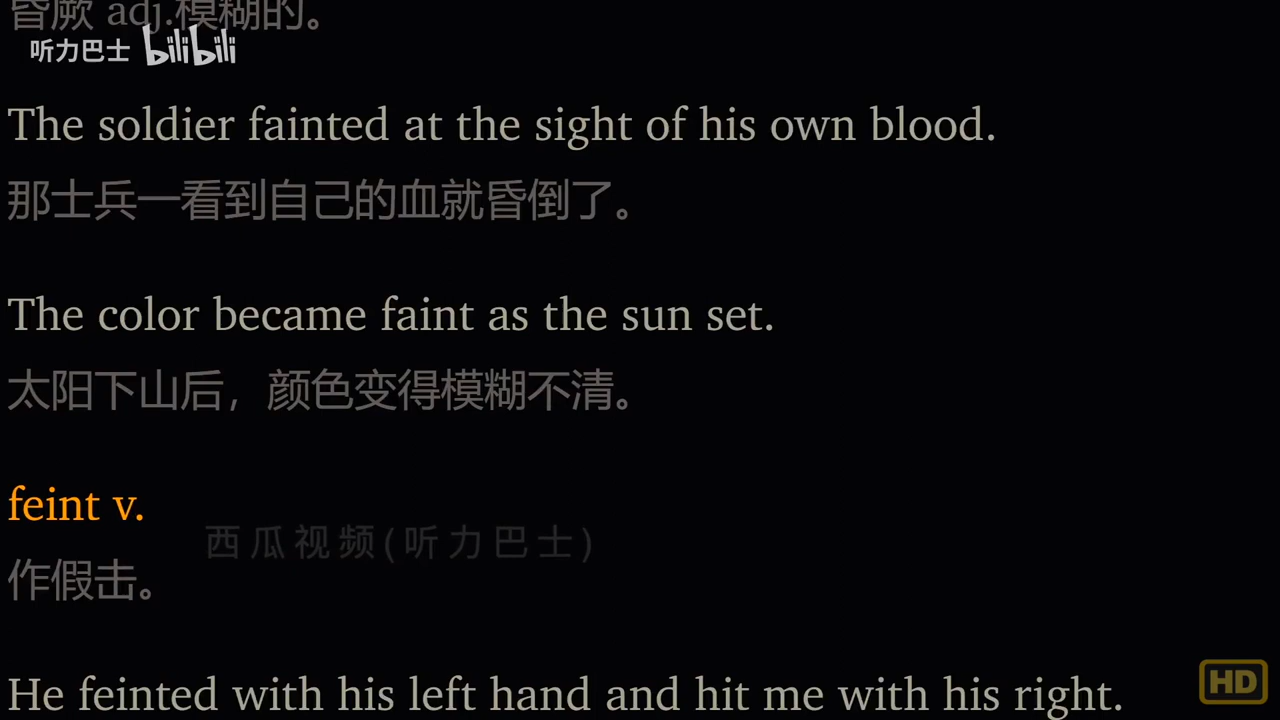 昏厥 adj.模糊的。
听力巴士 bilibili
The soldier fainted at the sight of his own blood.
那士兵一看到自己的血就昏倒了。
The color became faint as the sun set.
太阳下山后，颜色变得模糊不清。
feint v.
西瓜视频(听力巴士)
作假击。
He feinted with his left hand and hit me with his right.
HD